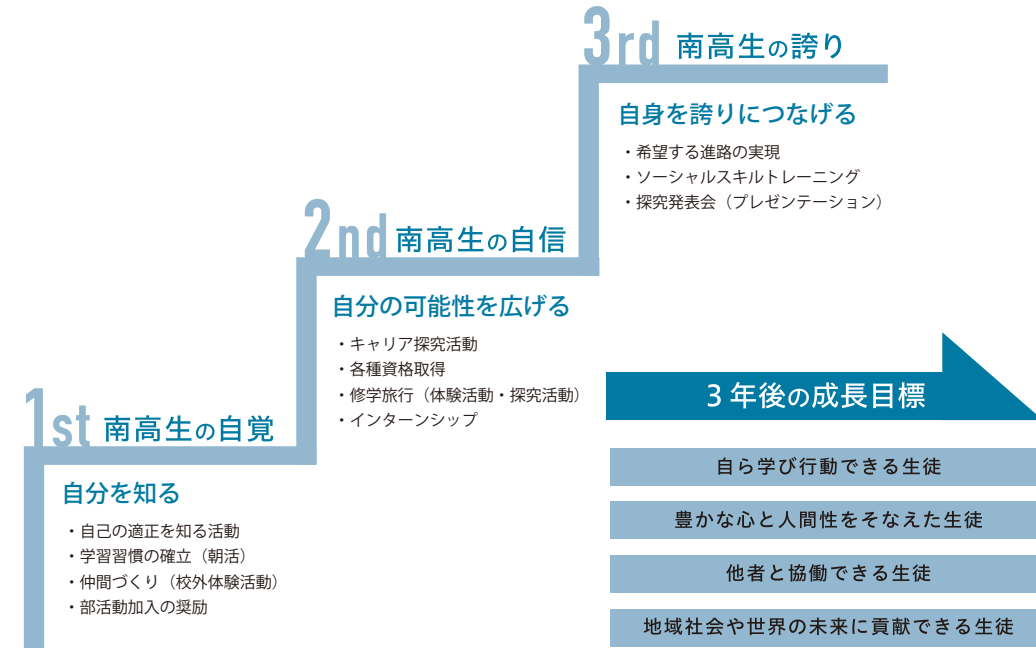 3rd 南高生の誇り
自身を誇りにつなげる
・希望する進路の実現
・ソーシャルスキルトレーニング
・探究発表会（プレゼンテーション）
2nd 南高生の自信
自分の可能性を広げる
・キャリア探究活動
・各種資格取得
・修学旅行（体験活動・探究活動）
・インターンシップ
1st 南高生の自覚
自分を知る
・自己の適正を知る活動
・学習習慣の確立（朝活）
・仲間づくり（校外体験活動）
・部活動加入の奨励
3年後の成長目標
自ら学び行動できる生徒
豊かな心と人間性をそなえた生徒
他者と協働できる生徒
地域社会や世界の未来に貢献できる生徒